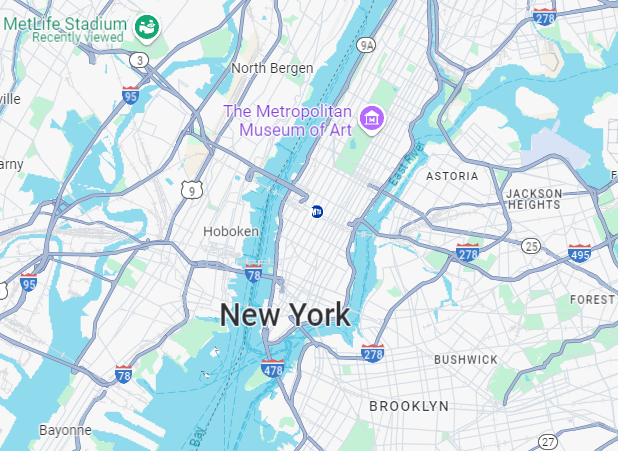 MetLife Stadium
Recently viewed
278
9A
3
North Bergen
95
The Metropolitan
Museum of Art
East River
ASTORIA
9
JACKSON
HEIGHTS
Hoboken
278
25
495
78
95
FOREST
New York
278
BUSHWICK
478
78
BROOKLYN
Bayonne
Bay
27